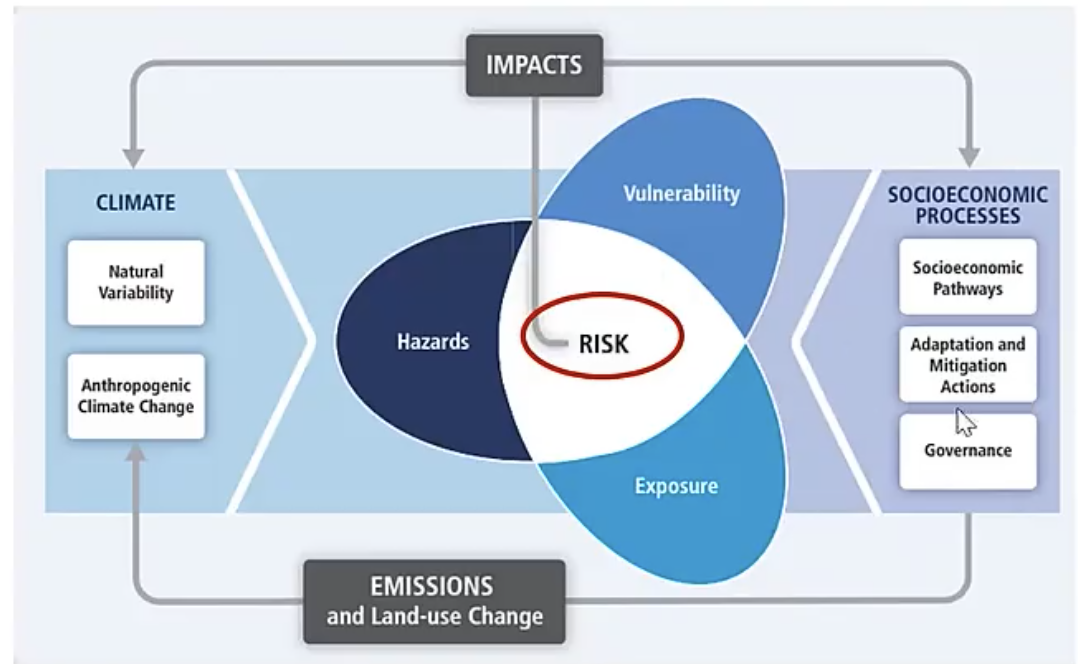 IMPACTS
CLIMATE
Natural
Variability
Anthropogenic
Climate Change
Vulnerability
Hazards
RISK
Exposure
SOCIOECONOMIC
PROCESSES
Socioeconomic
Pathways
Adaptation and
Mitigation
Actions
Governance
EMISSIONS
and Land-use Change